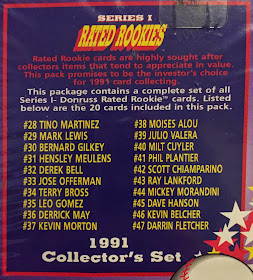 SERIES I
RATED ROOKIES
Rated Rookie cards are highly sought after
collectors items that tend to appreciate in value.
This pack promises to be the investor's choice
for 1991 card collecting.
This package contains a complete set of all
Series I- Donruss Rated Rookie™ cards. Listed
below are the 20 cards included in this pack.
#28 TINO MARTINEZ
#29 MARK LEWIS
#30 BERNARD GILKEY
#31 HENSLEY MEULENS
#32 DEREK BELL
#33 JOSE OFFERMAN
#34 TERRY BROSS
#35 LEO GOMEZ
#36 DERRICK MAY
#37 KEVIN MORTON
#38 MOISES ALOU
#39 JULIO VALERA
#40 MILT CUYLER
#41 PHIL PLANTIER
#42 SCOTT CHIAMPARINO
#43 RAY LANKFORD
#44 MICKEY MORANDINI
#45 DAVE HANSON
#46 KEVIN BELCHER
#47 DARRIN FLETCHER
1991
Collector's Set